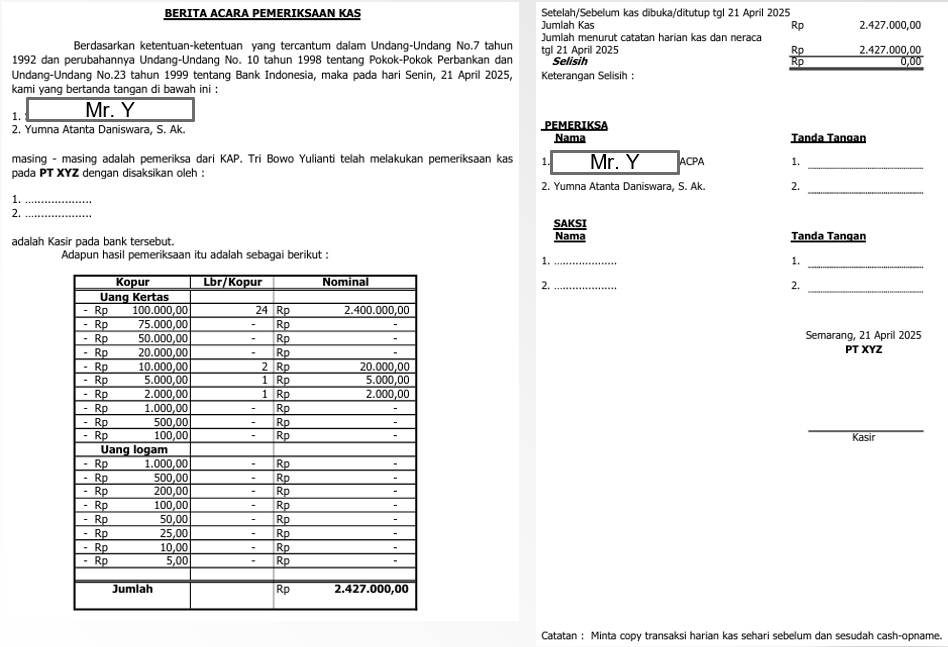 BERITA ACARA PEMERIKSAAN KAS
Berdasarkan ketentuan-ketentuan yang tercantum dalam Undang-Undang No.7 tahun
1992 dan perubahannya Undang-Undang No. 10 tahun 1998 tentang Pokok-Pokok Perbankan dan
Undang-Undang No.23 tahun 1999 tentang Bank Indonesia, maka pada hari Senin, 21 April 2025,
kami yang bertanda tangan di bawah ini :
1. Mr. Y
2. Yumna Atanta Daniswara, S. Ak.
masing - masing adalah pemeriksa dari KAP. Tri Bowo Yulianti telah melakukan pemeriksaan kas
pada PT XYZ dengan disaksikan oleh :
1. ....................
2. ....................
adalah Kasir pada bank tersebut.
Adapun hasil pemeriksaan itu adalah sebagai berikut :
Kopur Lbr/Kopur Nominal
Uang Kertas
- Rp 100.000,00 24 Rp 2.400.000,00
- Rp 75.000,00 - Rp -
- Rp 50.000,00 - Rp -
- Rp 20.000,00 - Rp -
- Rp 10.000,00 2 Rp 20.000,00
- Rp 5.000,00 1 Rp 5.000,00
- Rp 2.000,00 1 Rp 2.000,00
- Rp 1.000,00 - Rp -
- Rp 500,00 - Rp -
- Rp 100,00 - Rp -
Uang logam
- Rp 1.000,00 - Rp -
- Rp 500,00 - Rp -
- Rp 200,00 - Rp -
- Rp 100,00 - Rp -
- Rp 50,00 - Rp -
- Rp 25,00 - Rp -
- Rp 10,00 - Rp -
- Rp 5,00 - Rp -
Jumlah Rp 2.427.000,00
Setelah/Sebelum kas dibuka/ditutup tgl 21 April 2025
Jumlah Kas Rp 2.427.000,00
Jumlah menurut catatan harian kas dan neraca
tgl 21 April 2025 Rp 2.427.000,00
Selisih Rp 0,00
Keterangan Selisih :
PEMERIKSA
Nama Tanda Tangan
1. Mr. Y ACPA 1.
2. Yumna Atanta Daniswara, S. Ak. 2.
SAKSI
Nama Tanda Tangan
1. ................... 1.
2. ................... 2.
Semarang, 21 April 2025
PT XYZ
Kasir
Catatan : Minta copy transaksi harian kas sehari sebelum dan sesudah cash-opname.